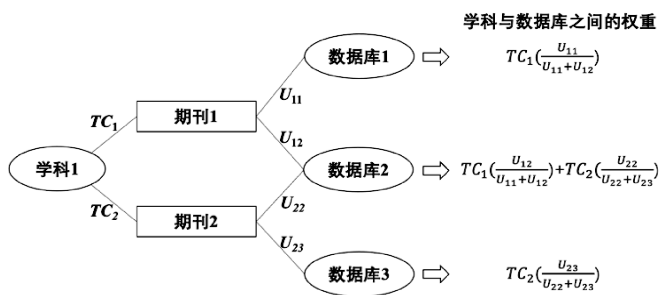 学科与数据库之间的权重
数据库1
TC₁(U₁₁/(U₁₁+U₁₂))
U₁₁
期刊1
TC₁
U₁₂
学科1
数据库2
TC₁(U₁₂/(U₁₁+U₁₂))+TC₂(U₂₂/(U₂₂+U₂₃))
TC₂
U₂₂
期刊2
U₂₃
数据库3
TC₂(U₂₃/(U₂₂+U₂₃))